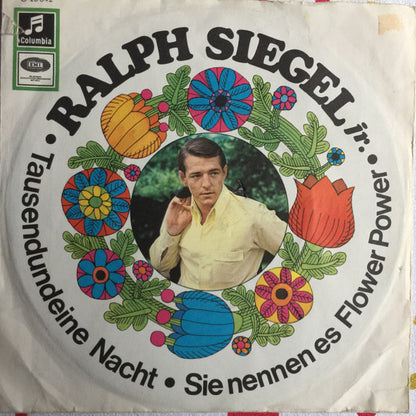 Columbia
EMI
RALPH SIEGEL jr. •
Tausendundeine Nacht • Sie nennen es Flower Power •